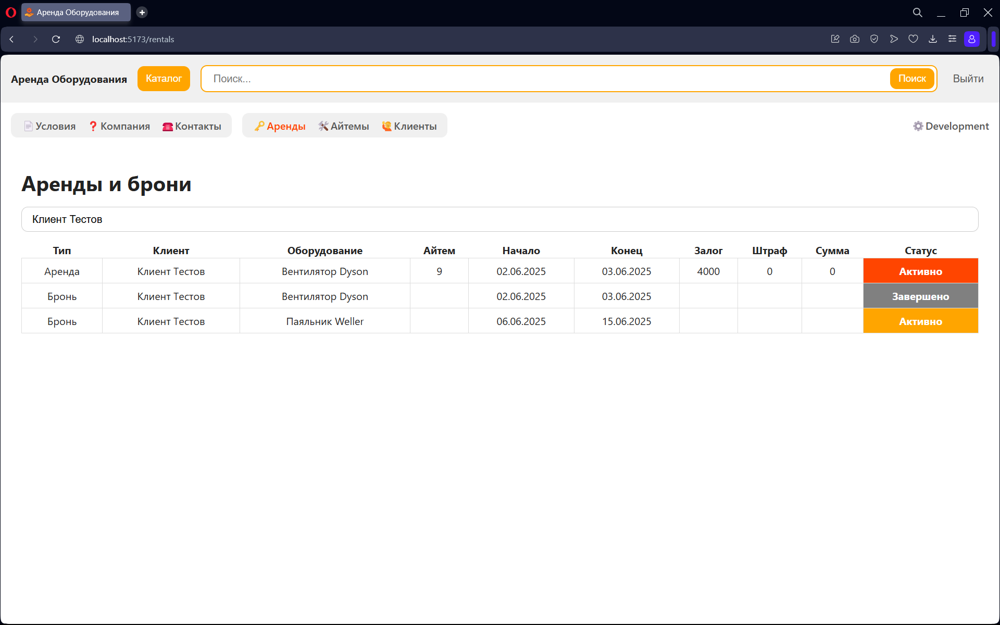 Аренда Оборудования
localhost:5173/rentals
Аренда Оборудования Каталог Поиск... Поиск Выйти
Условия Компания Контакты Аренды Айтемы Клиенты Development
Аренды и брони
Клиент Тестов
Тип Клиент Оборудование Айтем Начало Конец Залог Штраф Сумма Статус
Аренда Клиент Тестов Вентилятор Dyson 9 02.06.2025 03.06.2025 4000 0 0 Активно
Бронь Клиент Тестов Вентилятор Dyson 02.06.2025 03.06.2025 Завершено
Бронь Клиент Тестов Паяльник Weller 06.06.2025 15.06.2025 Активно